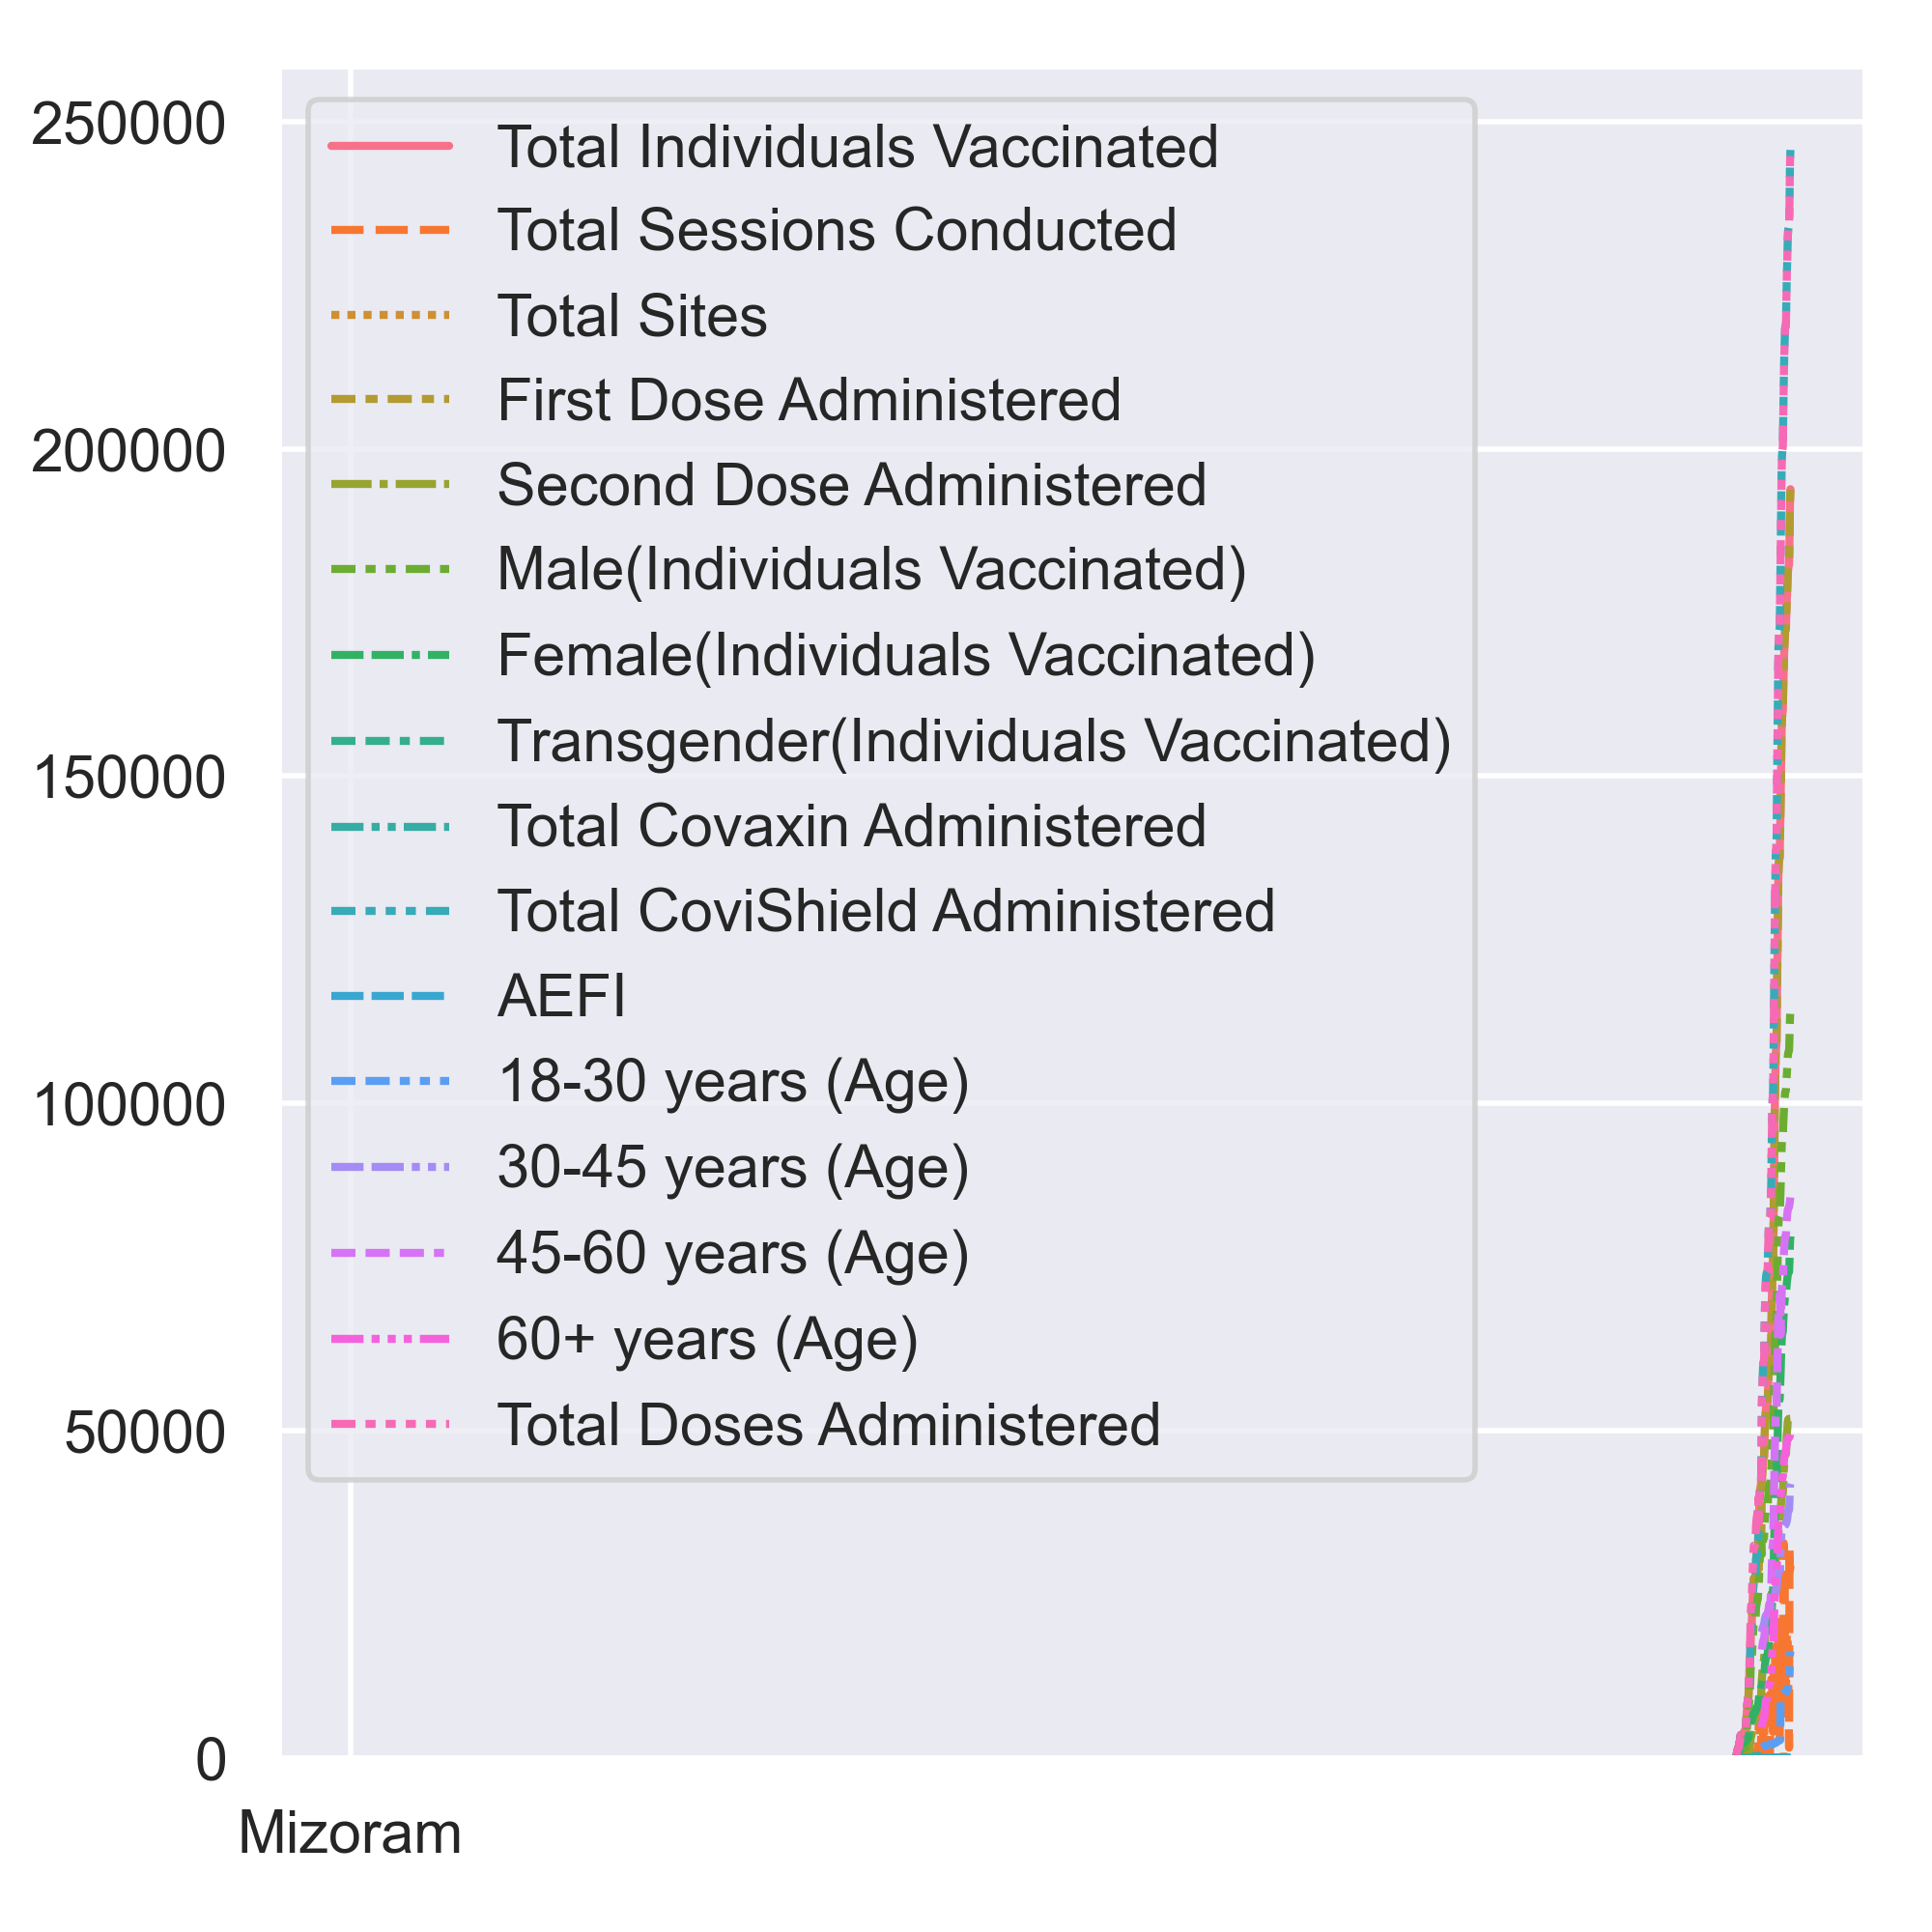 250000
200000
150000
100000
50000
0
Mizoram
Total Individuals Vaccinated
Total Sessions Conducted
Total Sites
First Dose Administered
Second Dose Administered
Male(Individuals Vaccinated)
Female(Individuals Vaccinated)
Transgender(Individuals Vaccinated)
Total Covaxin Administered
Total CoviShield Administered
AEFI
18-30 years (Age)
30-45 years (Age)
45-60 years (Age)
60+ years (Age)
Total Doses Administered